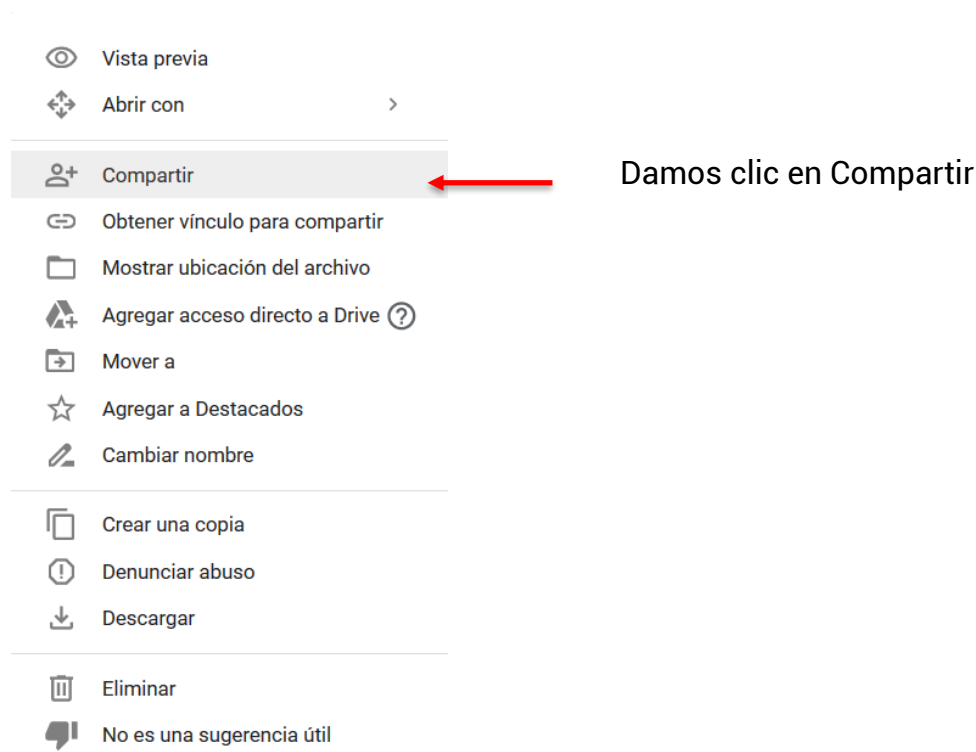 Vista previa
Abrir con
Compartir
Damos clic en Compartir
Obtener vínculo para compartir
Mostrar ubicación del archivo
Agregar acceso directo a Drive
Mover a
Agregar a Destacados
Cambiar nombre
Crear una copia
Denunciar abuso
Descargar
Eliminar
No es una sugerencia útil